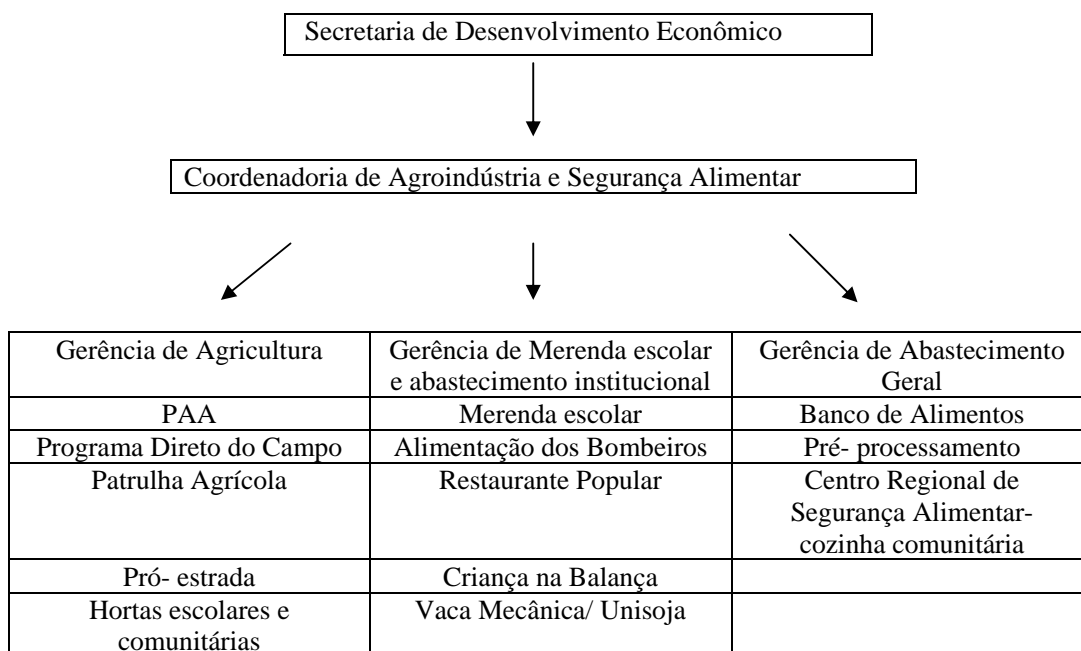 Secretaria de Desenvolvimento Econômico
Coordenadoria de Agroindústria e Segurança Alimentar
Gerência de Agricultura
Gerência de Merenda escolar
e abastecimento institucional
Gerência de Abastecimento
Geral
PAA
Merenda escolar
Banco de Alimentos
Programa Direto do Campo
Alimentação dos Bombeiros
Pré- processamento
Patrulha Agrícola
Restaurante Popular
Centro Regional de
Segurança Alimentar-
cozinha comunitária
Pró- estrada
Criança na Balança
Hortas escolares e
comunitárias
Vaca Mecânica/ Unisoja